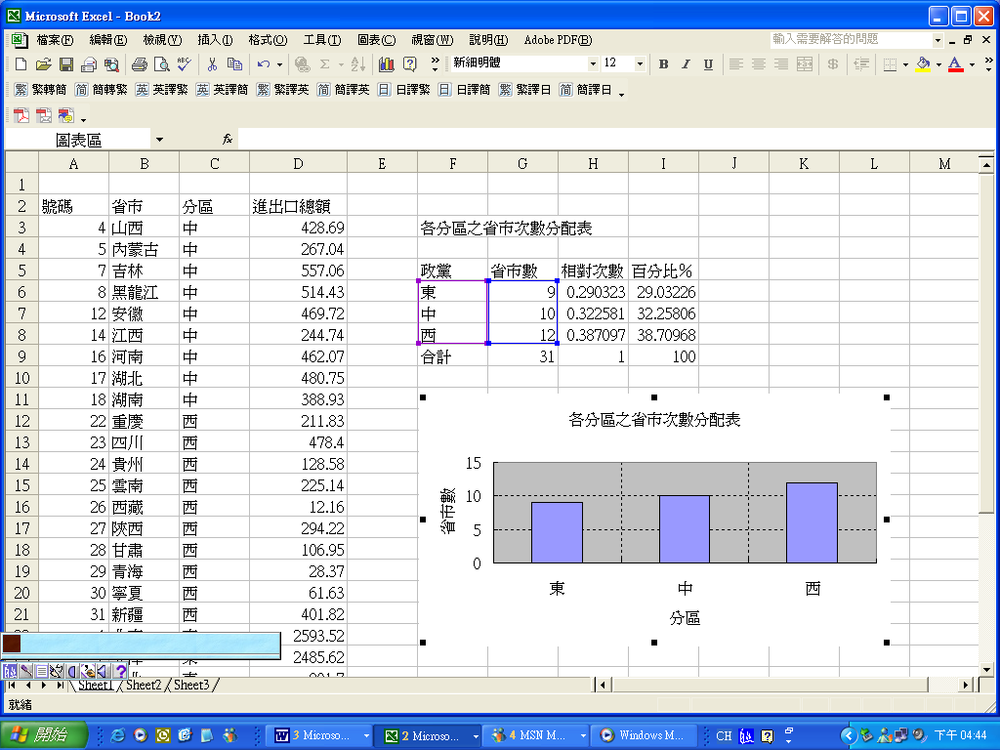 Microsoft Excel - Book2
檔案(F) 編輯(E) 檢視(V) 插入(I) 格式(O) 工具(T) 圖表(C) 視窗(W) 說明(H) Adobe PDF(B) 輸入需要解答的問題
新細明體 12 B I U $
繁 繁轉簡 簡 簡轉繁 英 英譯繁 英 英譯簡 繁 繁譯英 簡 簡譯英 日 日譯繁 日 日譯簡 繁 繁譯日 簡 簡譯日
圖表區 fx
A B C D E F G H I J K L M
1
2 號碼 省市 分區 進出口總額
3 4 山西 中 428.69 各分區之省市次數分配表
4 5 內蒙古 中 267.04
5 7 吉林 中 557.06 政黨 省市數 相對次數 百分比%
6 8 黑龍江 中 514.43 東 9 0.290323 29.03226
7 12 安徽 中 469.72 中 10 0.322581 32.25806
8 14 江西 中 244.74 西 12 0.387097 38.70968
9 16 河南 中 462.07 合計 31 1 100
10 17 湖北 中 480.75
11 18 湖南 中 388.93
12 22 重慶 西 211.83
13 23 四川 西 478.4
14 24 貴州 西 128.58
15 25 雲南 西 225.14
16 26 西藏 西 12.16
17 27 陝西 西 294.22
18 28 甘肅 西 106.95
19 29 青海 西 28.37
20 30 寧夏 西 61.63
21 31 新疆 西 401.82
2593.52
2485.62
各分區之省市次數分配表
省市數
15
10
5
0
東 中 西
分區
Sheet1 Sheet2 Sheet3
就緒
開始 3 Microso... 2 Microso... 4 MSN M... Windows M... CH 下午 04:44